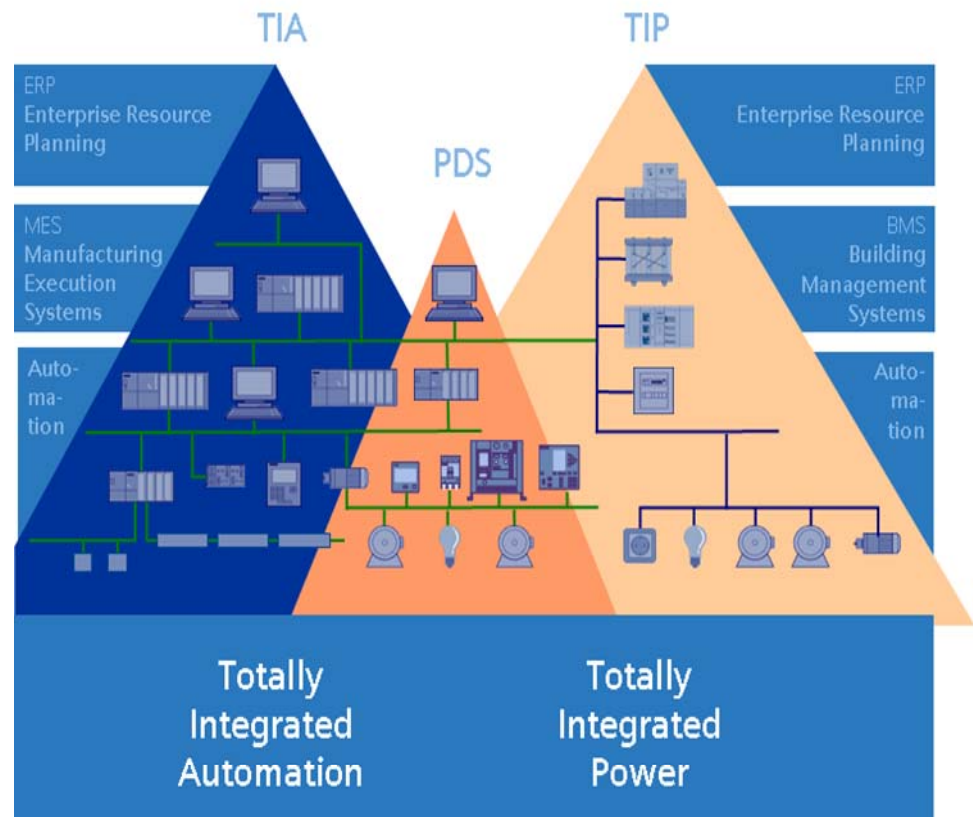 TIA
TIP
PDS
ERP
Enterprise Resource
Planning
MES
Manufacturing
Execution
Systems
Auto-
ma-
tion
ERP
Enterprise Resource
Planning
BMS
Building
Management
Systems
Auto-
ma-
tion
Totally
Integrated
Automation
Totally
Integrated
Power